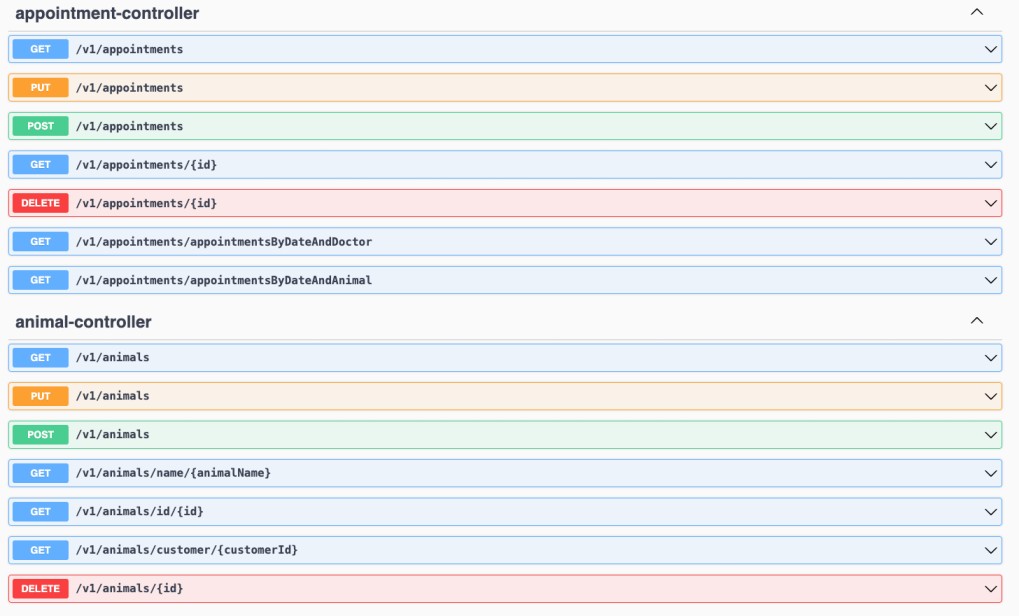 appointment-controller
GET /v1/appointments
PUT /v1/appointments
POST /v1/appointments
GET /v1/appointments/{id}
DELETE /v1/appointments/{id}
GET /v1/appointments/appointmentsByDateAndDoctor
GET /v1/appointments/appointmentsByDateAndAnimal
animal-controller
GET /v1/animals
PUT /v1/animals
POST /v1/animals
GET /v1/animals/name/{animalName}
GET /v1/animals/id/{id}
GET /v1/animals/customer/{customerId}
DELETE /v1/animals/{id}